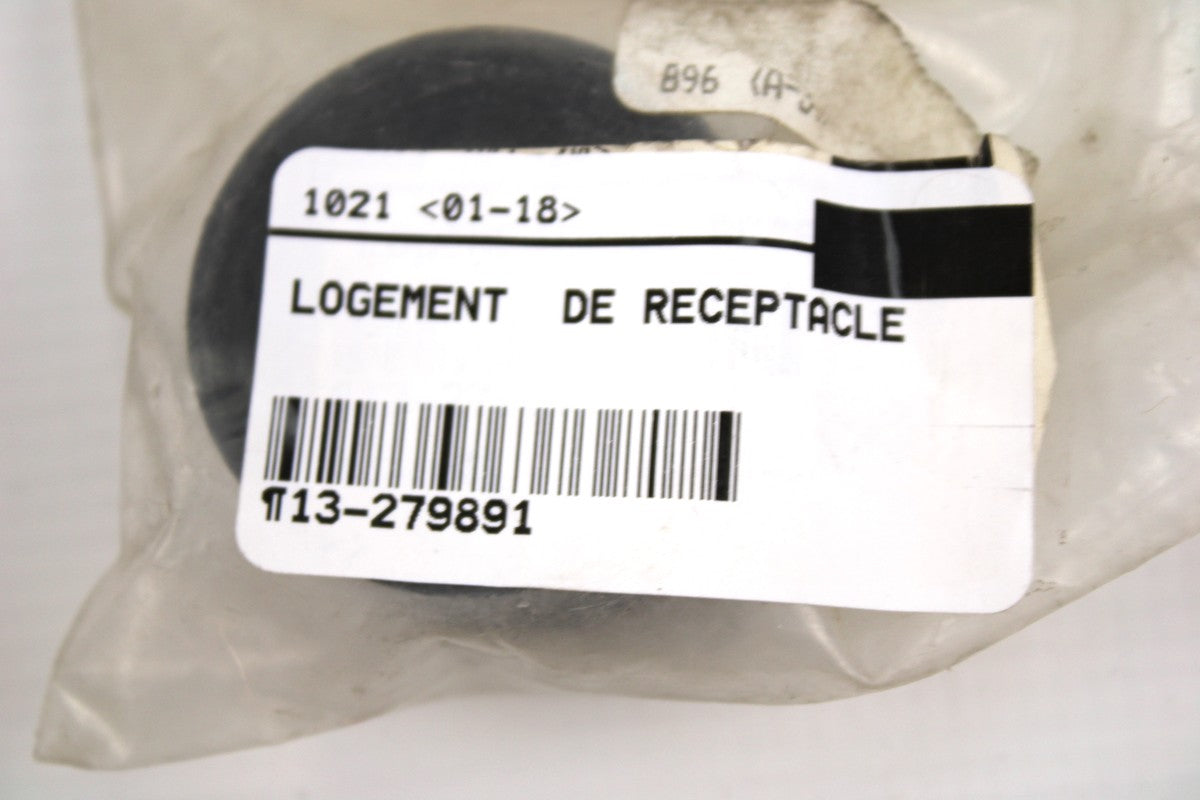 896 (A-
1021 <01-18>
LOGEMENT DE RECEPTACLE
¶13-279891